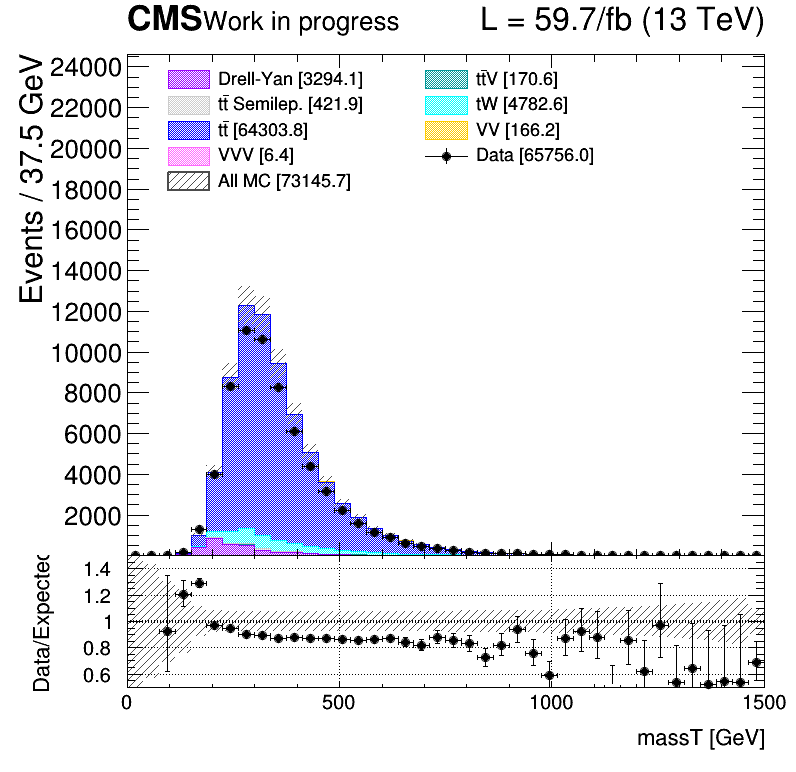 CMS Work in progress L = 59.7/fb (13 TeV)
Events / 37.5 GeV
24000
22000
20000
18000
16000
14000
12000
10000
8000
6000
4000
2000
Drell-Yan [3294.1]
tt̄ Semilep. [421.9]
tt̄ [64303.8]
VVV [6.4]
All MC [73145.7]
tt̄V [170.6]
tW [4782.6]
VV [166.2]
Data [65756.0]
Data/Expected
1.4
1.2
1
0.8
0.6
0 500 1000 1500
massT [GeV]